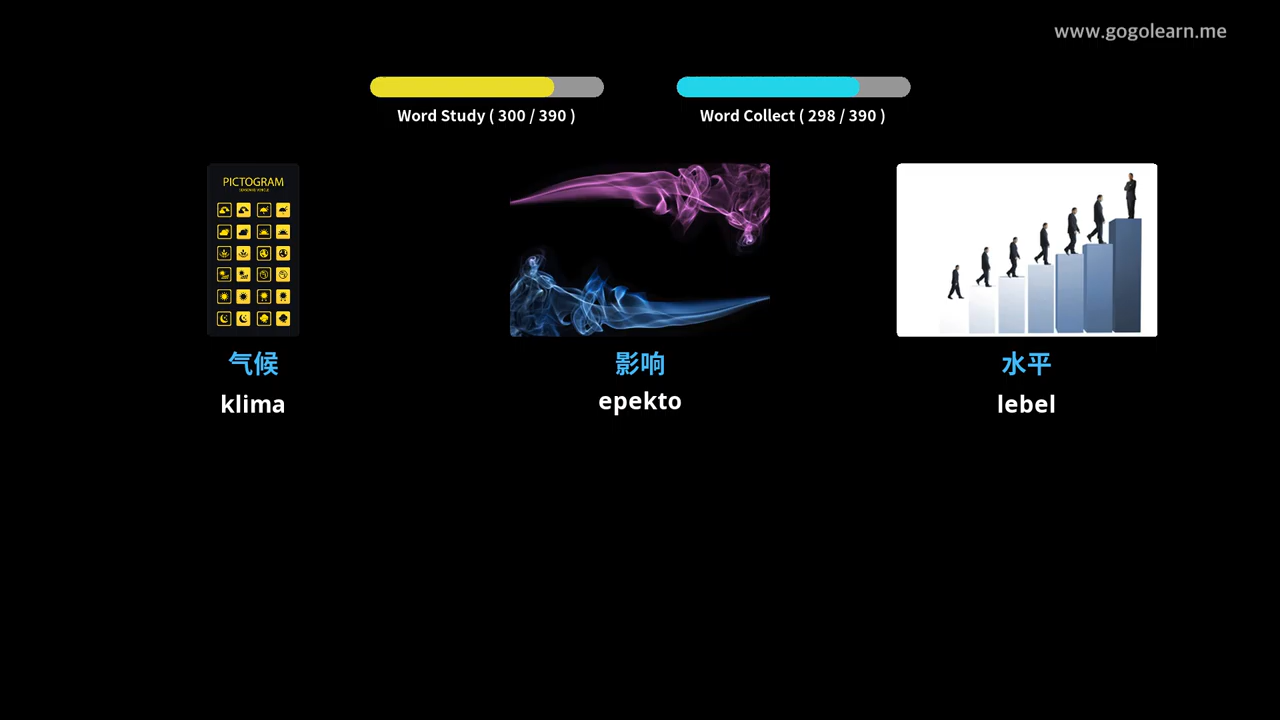 www.gogolearn.me
Word Study ( 300 / 390 )
Word Collect ( 298 / 390 )
PICTOGRAM
气候
影响
水平
klima
epekto
lebel